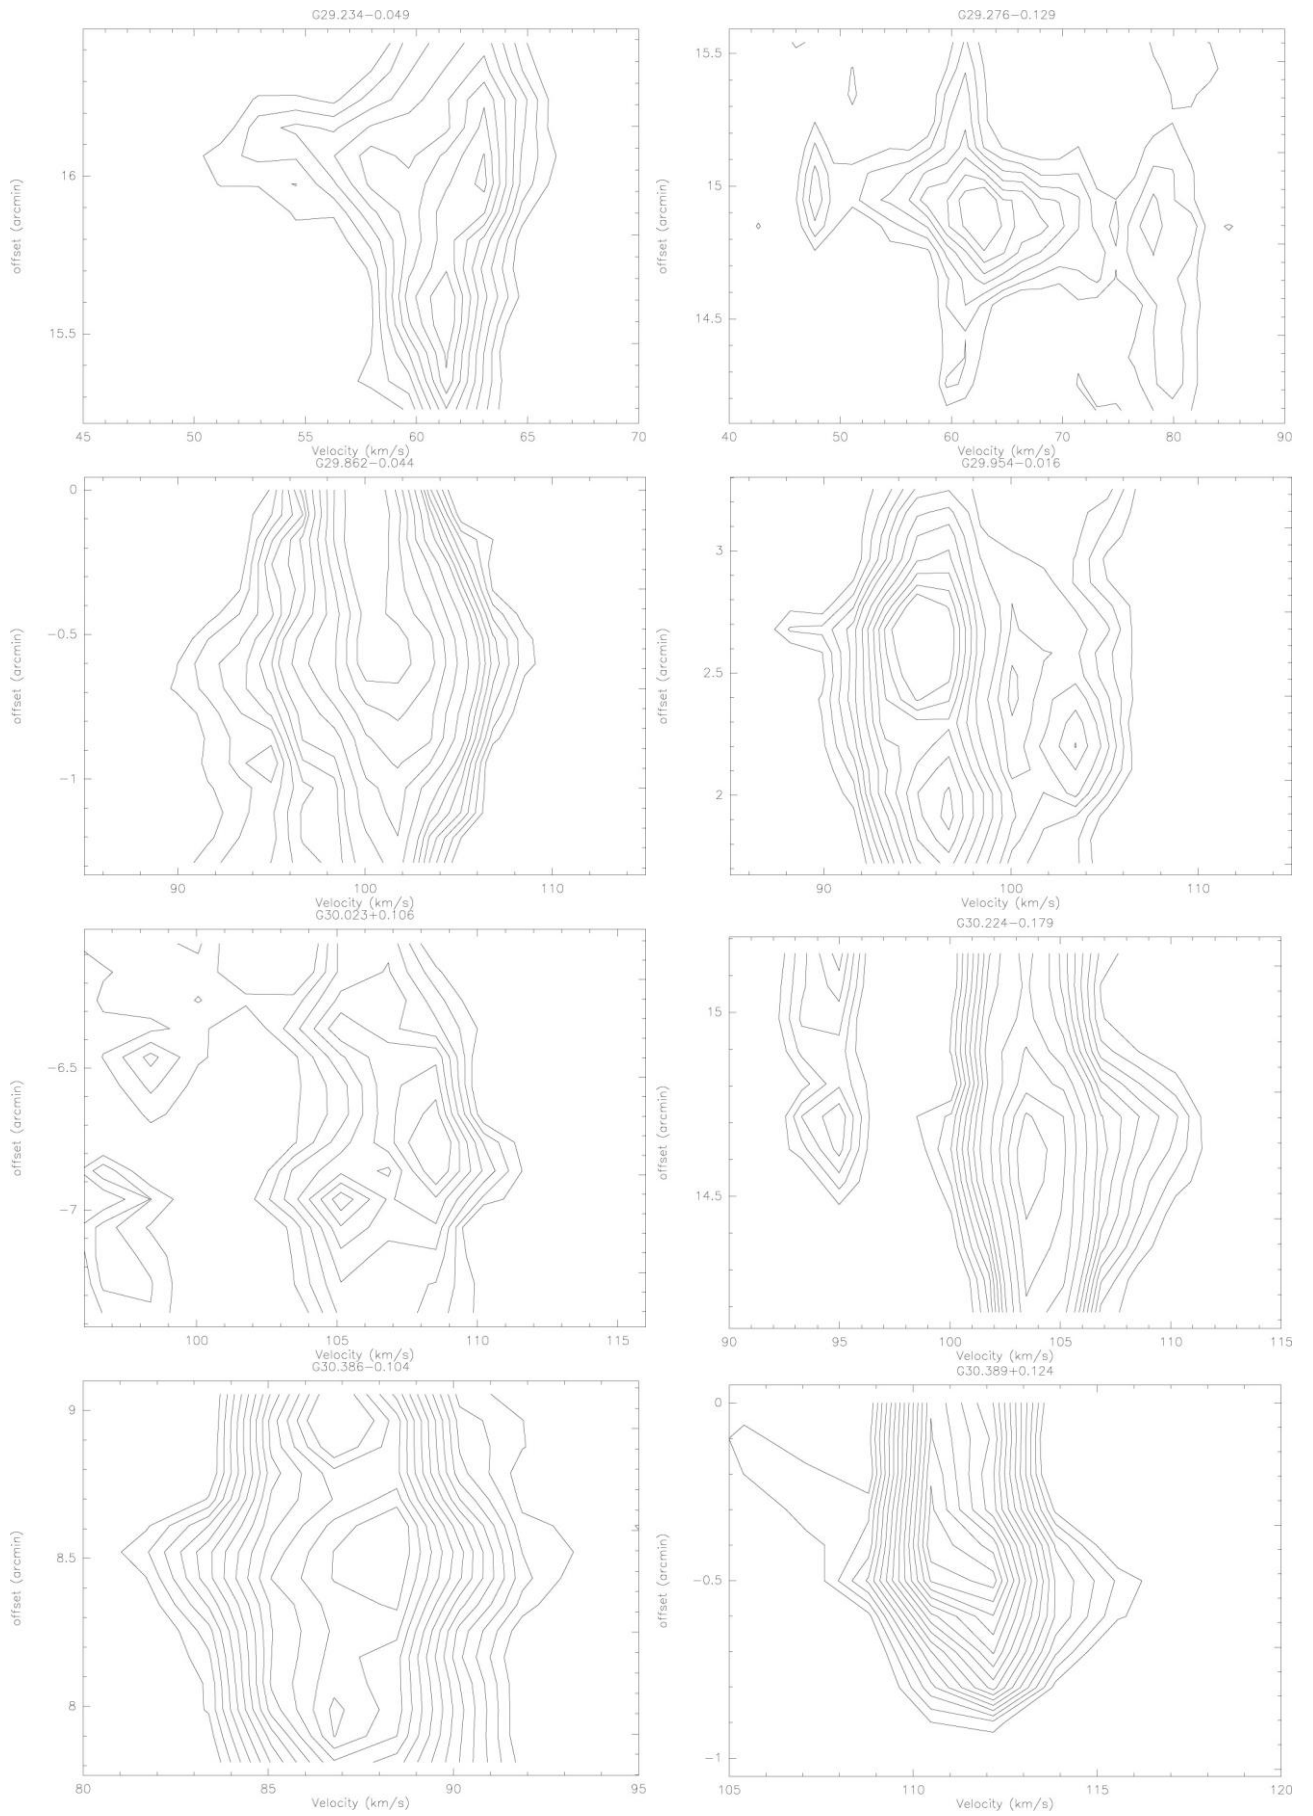 G29.234−0.049
offset (arcmin)
16
15.5
45 50 55 60 65 70
Velocity (km/s)
G29.276−0.129
offset (arcmin)
15.5
15
14.5
40 50 60 70 80 90
Velocity (km/s)
G29.862−0.044
offset (arcmin)
0
−0.5
−1
90 100 110
Velocity (km/s)
G29.954−0.016
offset (arcmin)
3
2.5
2
90 100 110
Velocity (km/s)
G30.023+0.106
offset (arcmin)
−6.5
−7
100 105 110 115
Velocity (km/s)
G30.224−0.179
offset (arcmin)
15
14.5
90 95 100 105 110 115
Velocity (km/s)
G30.386−0.104
offset (arcmin)
9
8.5
8
80 85 90 95
Velocity (km/s)
G30.389+0.124
offset (arcmin)
0
−0.5
−1
105 110 115 120
Velocity (km/s)